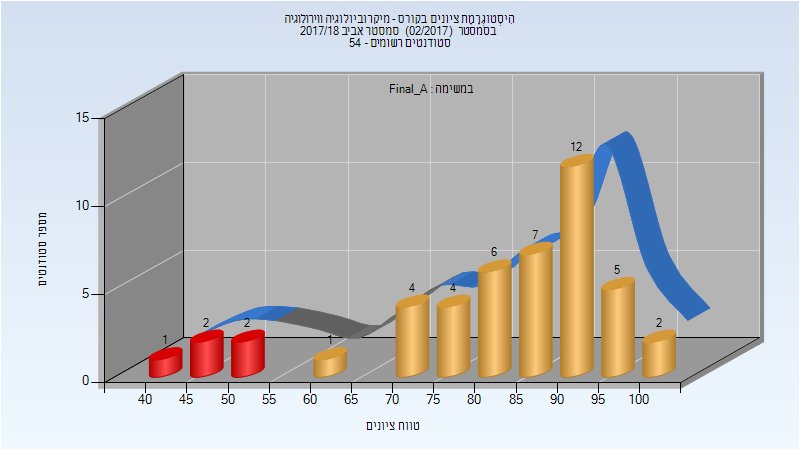 הִיסְטוֹגְרַמַת ציונים בקורס - מיקרוביולוגיה ווירולוגיה
בסמסטר (02/2017) סמסטר אביב 2017/18
סטודנטים רשומים - 54
במשימה : Final_A
מספר סטודנטים
15
10
5
0
1
2
2
1
4
4
6
7
12
5
2
40 45 50 60 65 70 75 80 85 90 95 100
טווח ציונים